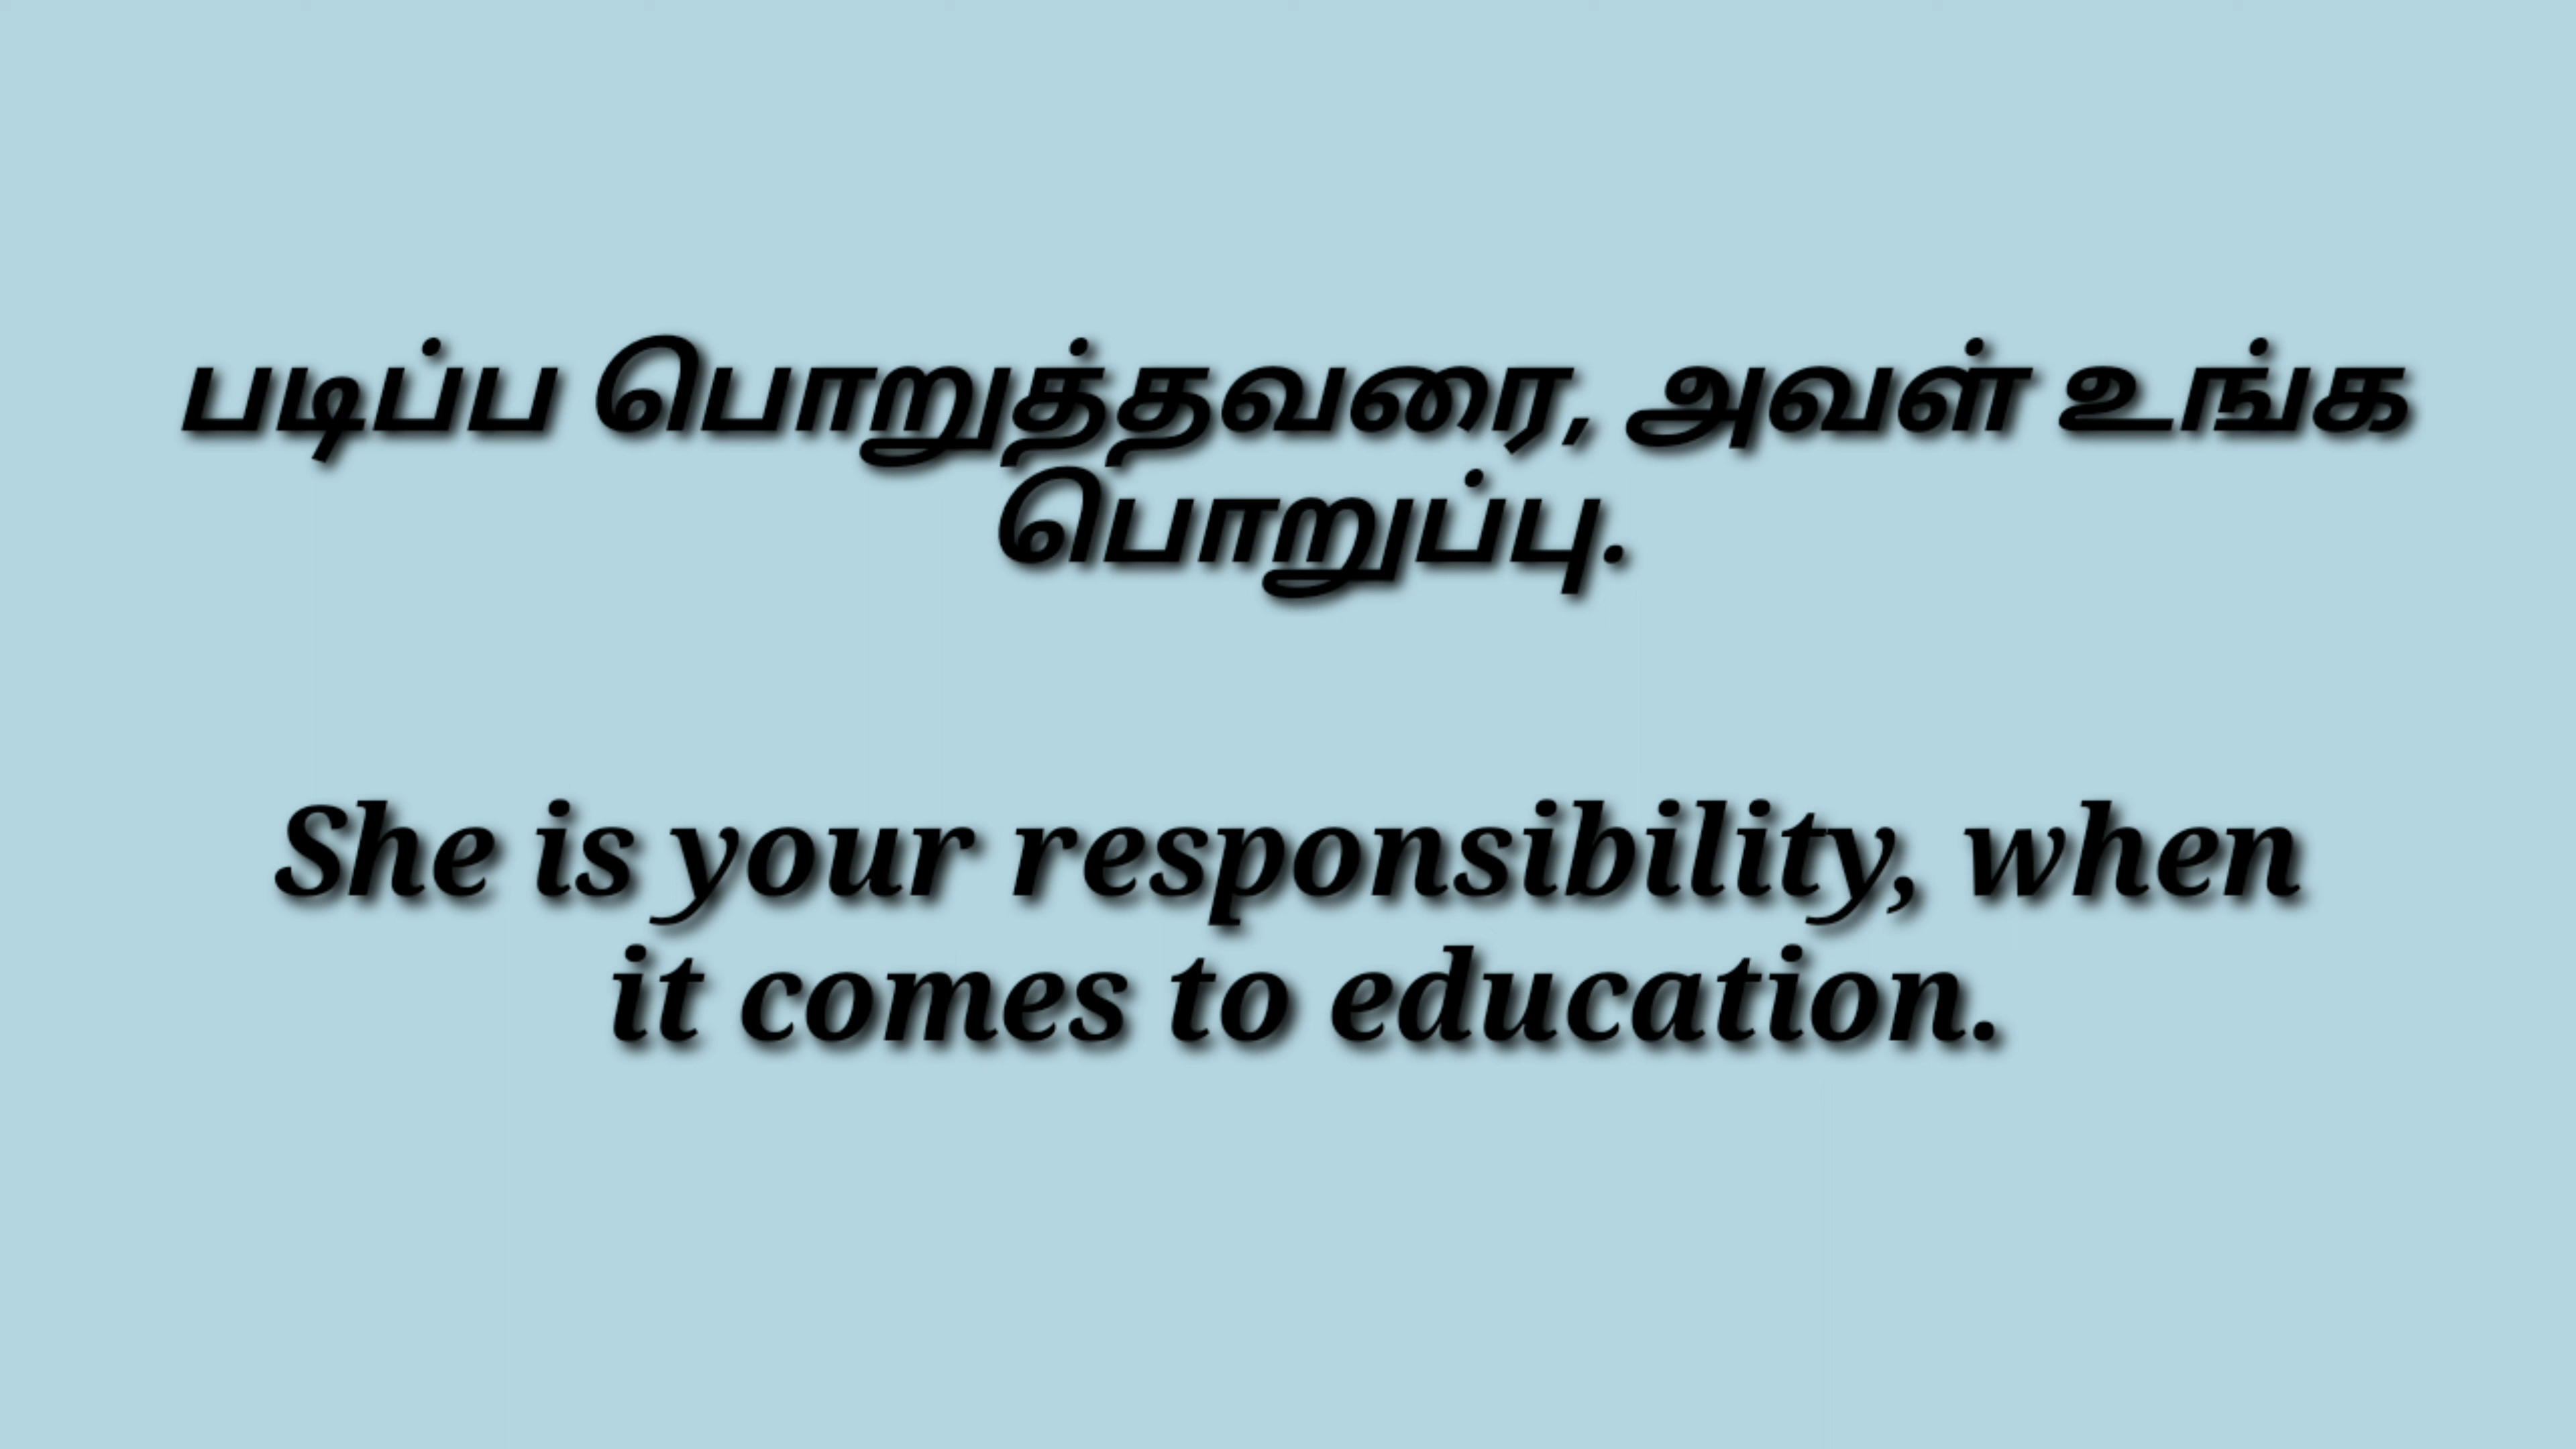 படிப்ப பொறுத்தவரை, அவள் உங்க
பொறுப்பு.
She is your responsibility, when
it comes to education.